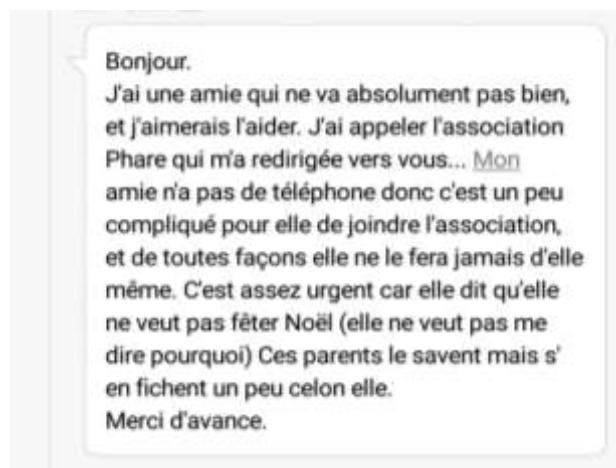 Bonjour.
J'ai une amie qui ne va absolument pas bien,
et j'aimerais l'aider. J'ai appeler l'association
Phare qui m'a redirigée vers vous... Mon
amie n'a pas de téléphone donc c'est un peu
compliqué pour elle de joindre l'association,
et de toutes façons elle ne le fera jamais d'elle
même. C'est assez urgent car elle dit qu'elle
ne veut pas fêter Noël (elle ne veut pas me
dire pourquoi) Ces parents le savent mais s'
en fichent un peu celon elle.
Merci d'avance.